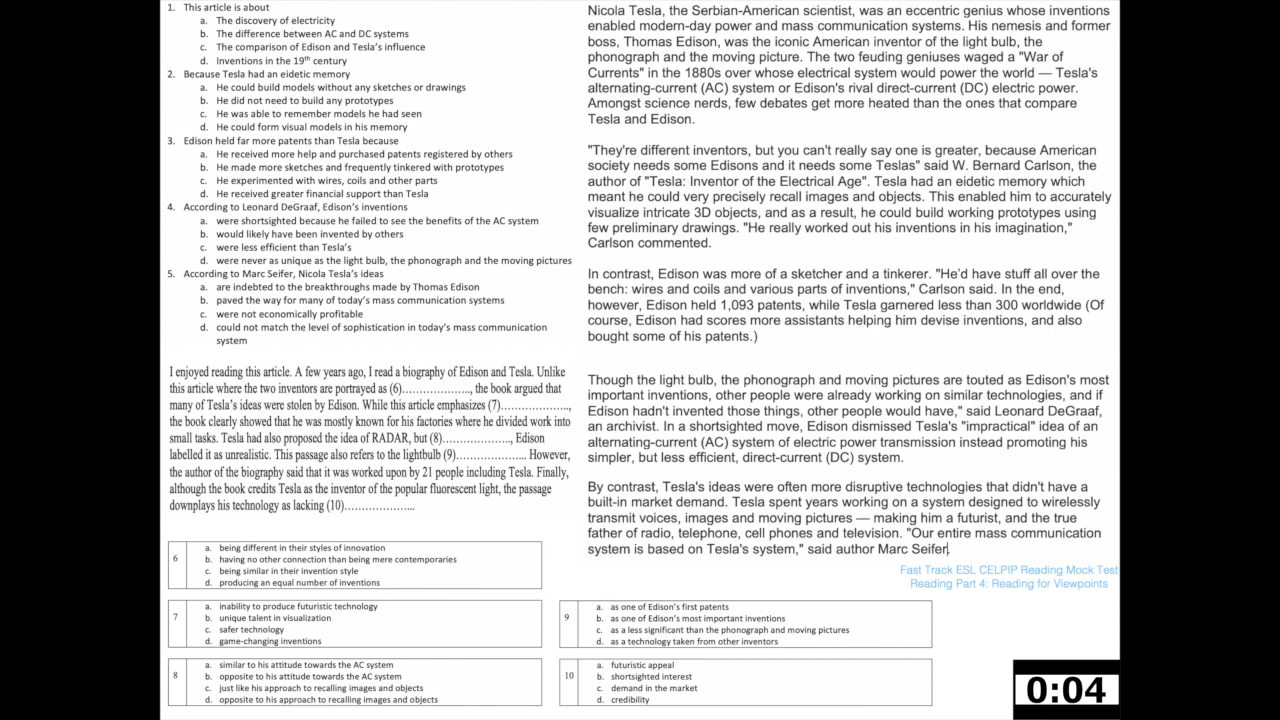 1. This article is about
a. The discovery of electricity
b. The difference between AC and DC systems
c. The comparison of Edison and Tesla's influence
d. Inventions in the 19th century
2. Because Tesla had an eidetic memory
a. He could build models without any sketches or drawings
b. He did not need to build any prototypes
c. He was able to remember models he had seen
d. He could form visual models in his memory
3. Edison held far more patents than Tesla because
a. He received more help and purchased patents registered by others
b. He made more sketches and frequently tinkered with prototypes
c. He experimented with wires, coils and other parts
d. He received greater financial support than Tesla
4. According to Leonard DeGraaf, Edison's inventions
a. were shortsighted because he failed to see the benefits of the AC system
b. would likely have been invented by others
c. were less efficient than Tesla's
d. were never as unique as the light bulb, the phonograph and the moving pictures
5. According to Marc Seifer, Nicola Tesla's ideas
a. are indebted to the breakthroughs made by Thomas Edison
b. paved the way for many of today's mass communication systems
c. were not economically profitable
d. could not match the level of sophistication in today's mass communication
system
I enjoyed reading this article. A few years ago, I read a biography of Edison and Tesla. Unlike
this article where the two inventors are portrayed as (6)……………….., the book argued that
many of Tesla's ideas were stolen by Edison. While this article emphasizes (7)………………..,
the book clearly showed that he was mostly known for his factories where he divided work into
small tasks. Tesla had also proposed the idea of RADAR, but (8)………………., Edison
labelled it as unrealistic. This passage also refers to the lightbulb (9)………………... However,
the author of the biography said that it was worked upon by 21 people including Tesla. Finally,
although the book credits Tesla as the inventor of the popular fluorescent light, the passage
downplays his technology as lacking (10)………………...
6
a. being different in their styles of innovation
b. having no other connection than being mere contemporaries
c. being similar in their invention style
d. producing an equal number of inventions
7
a. inability to produce futuristic technology
b. unique talent in visualization
c. safer technology
d. game-changing inventions
8
a. similar to his attitude towards the AC system
b. opposite to his attitude towards the AC system
c. just like his approach to recalling images and objects
d. opposite to his approach to recalling images and objects
Nicola Tesla, the Serbian-American scientist, was an eccentric genius whose inventions
enabled modern-day power and mass communication systems. His nemesis and former
boss, Thomas Edison, was the iconic American inventor of the light bulb, the
phonograph and the moving picture. The two feuding geniuses waged a "War of
Currents" in the 1880s over whose electrical system would power the world — Tesla's
alternating-current (AC) system or Edison's rival direct-current (DC) electric power.
Amongst science nerds, few debates get more heated than the ones that compare
Tesla and Edison.
"They're different inventors, but you can't really say one is greater, because American
society needs some Edisons and it needs some Teslas" said W. Bernard Carlson, the
author of "Tesla: Inventor of the Electrical Age". Tesla had an eidetic memory which
meant he could very precisely recall images and objects. This enabled him to accurately
visualize intricate 3D objects, and as a result, he could build working prototypes using
few preliminary drawings. "He really worked out his inventions in his imagination,"
Carlson commented.
In contrast, Edison was more of a sketcher and a tinkerer. "He'd have stuff all over the
bench: wires and coils and various parts of inventions," Carlson said. In the end,
however, Edison held 1,093 patents, while Tesla garnered less than 300 worldwide (Of
course, Edison had scores more assistants helping him devise inventions, and also
bought some of his patents.)
Though the light bulb, the phonograph and moving pictures are touted as Edison's most
important inventions, other people were already working on similar technologies, and if
Edison hadn't invented those things, other people would have," said Leonard DeGraaf,
an archivist. In a shortsighted move, Edison dismissed Tesla's "impractical" idea of an
alternating-current (AC) system of electric power transmission instead promoting his
simpler, but less efficient, direct-current (DC) system.
By contrast, Tesla's ideas were often more disruptive technologies that didn't have a
built-in market demand. Tesla spent years working on a system designed to wirelessly
transmit voices, images and moving pictures — making him a futurist, and the true
father of radio, telephone, cell phones and television. "Our entire mass communication
system is based on Tesla's system," said author Marc Seifer.
Fast Track ESL CELPIP Reading Mock Test
Reading Part 4: Reading for Viewpoints
9
a. as one of Edison's first patents
b. as one of Edison's most important inventions
c. as a less significant than the phonograph and moving pictures
d. as a technology taken from other inventors
10
a. futuristic appeal
b. shortsighted interest
c. demand in the market
d. credibility
0:04